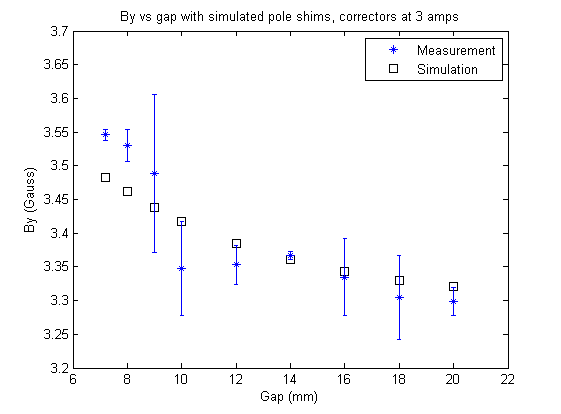 By vs gap with simulated pole shims, correctors at 3 amps
3.7
3.65
3.6
3.55
3.5
3.45
3.4
3.35
3.3
3.25
3.2
By (Gauss)
Measurement
Simulation
6 8 10 12 14 16 18 20 22
Gap (mm)